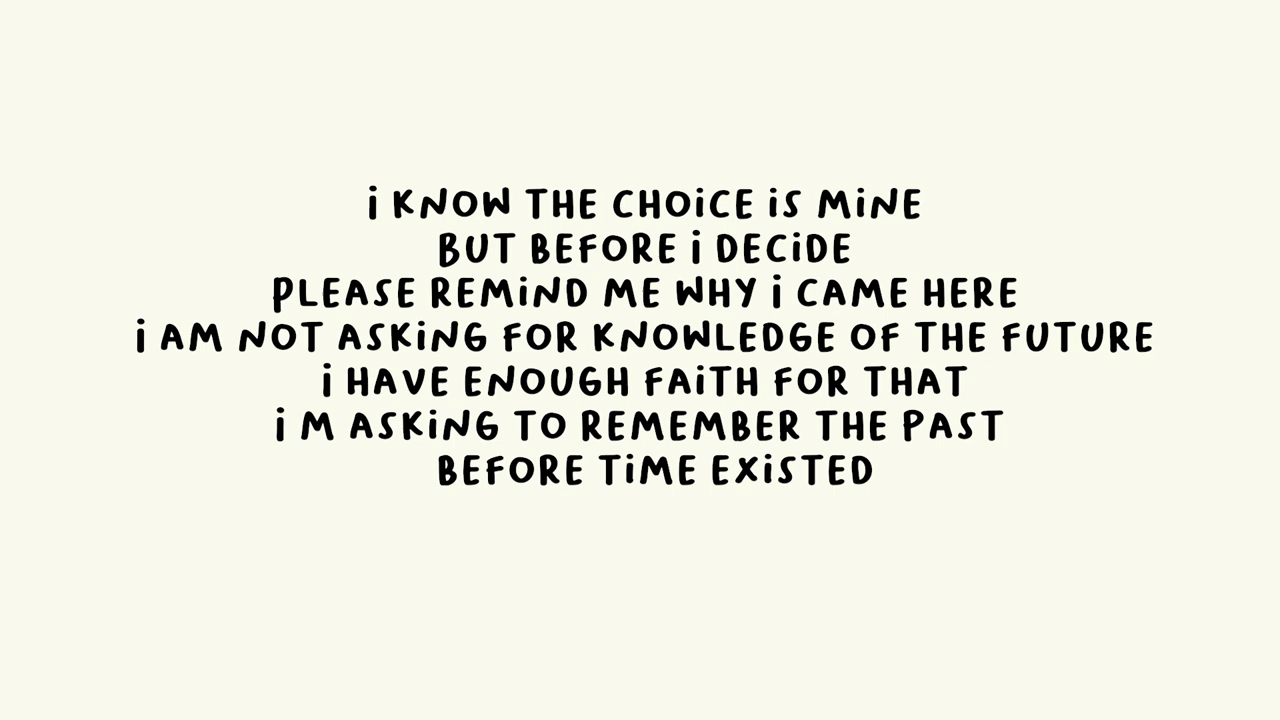 i KNOW THE CHOiCE iS MiNE
BUT BEFORE i DECiDE
PLEASE REMiND ME WHY i CAME HERE
i AM NOT ASKiNG FOR KNOWLEDGE OF THE FUTURE
i HAVE ENOUGH FAiTH FOR THAT
i M ASKiNG TO REMEMBER THE PAST
BEFORE TiME EXiSTED